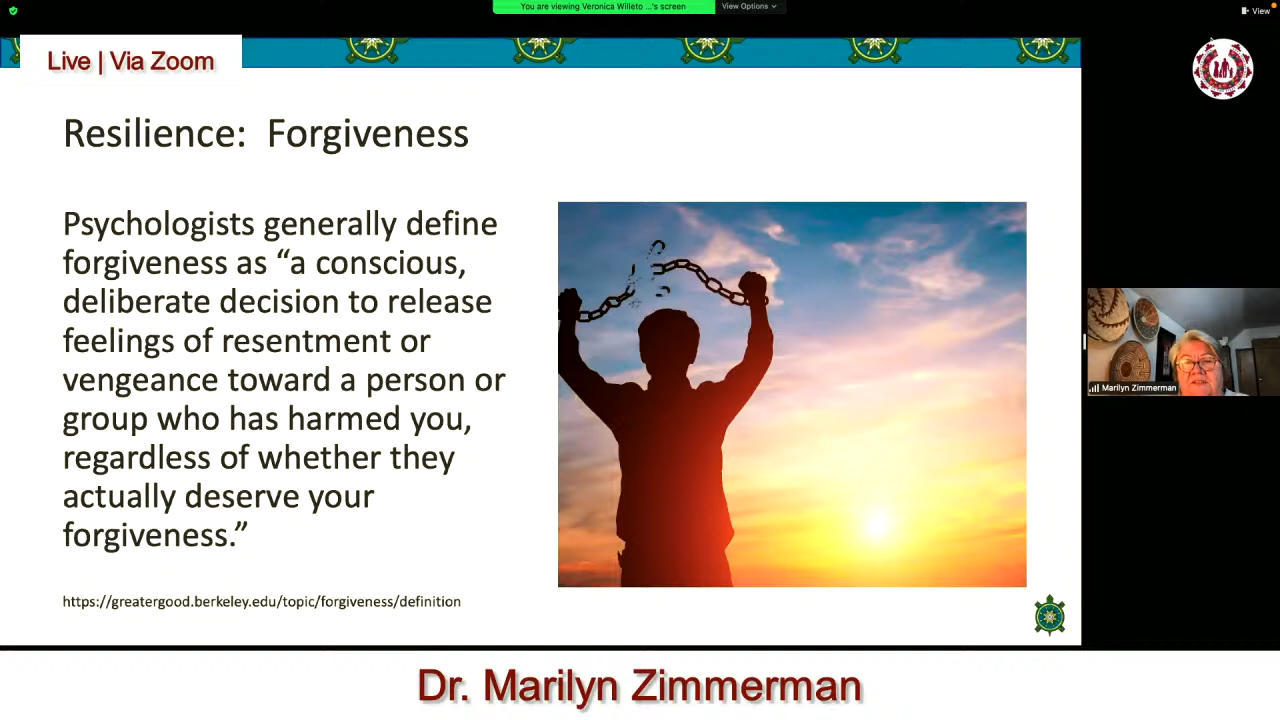 You are viewing Veronica Willeto ...'s screen
View Options
View
Live | Via Zoom
Resilience: Forgiveness
Psychologists generally define
forgiveness as “a conscious,
deliberate decision to release
feelings of resentment or
vengeance toward a person or
group who has harmed you,
regardless of whether they
actually deserve your
forgiveness.”
https://greatergood.berkeley.edu/topic/forgiveness/definition
Marilyn Zimmerman
Dr. Marilyn Zimmerman